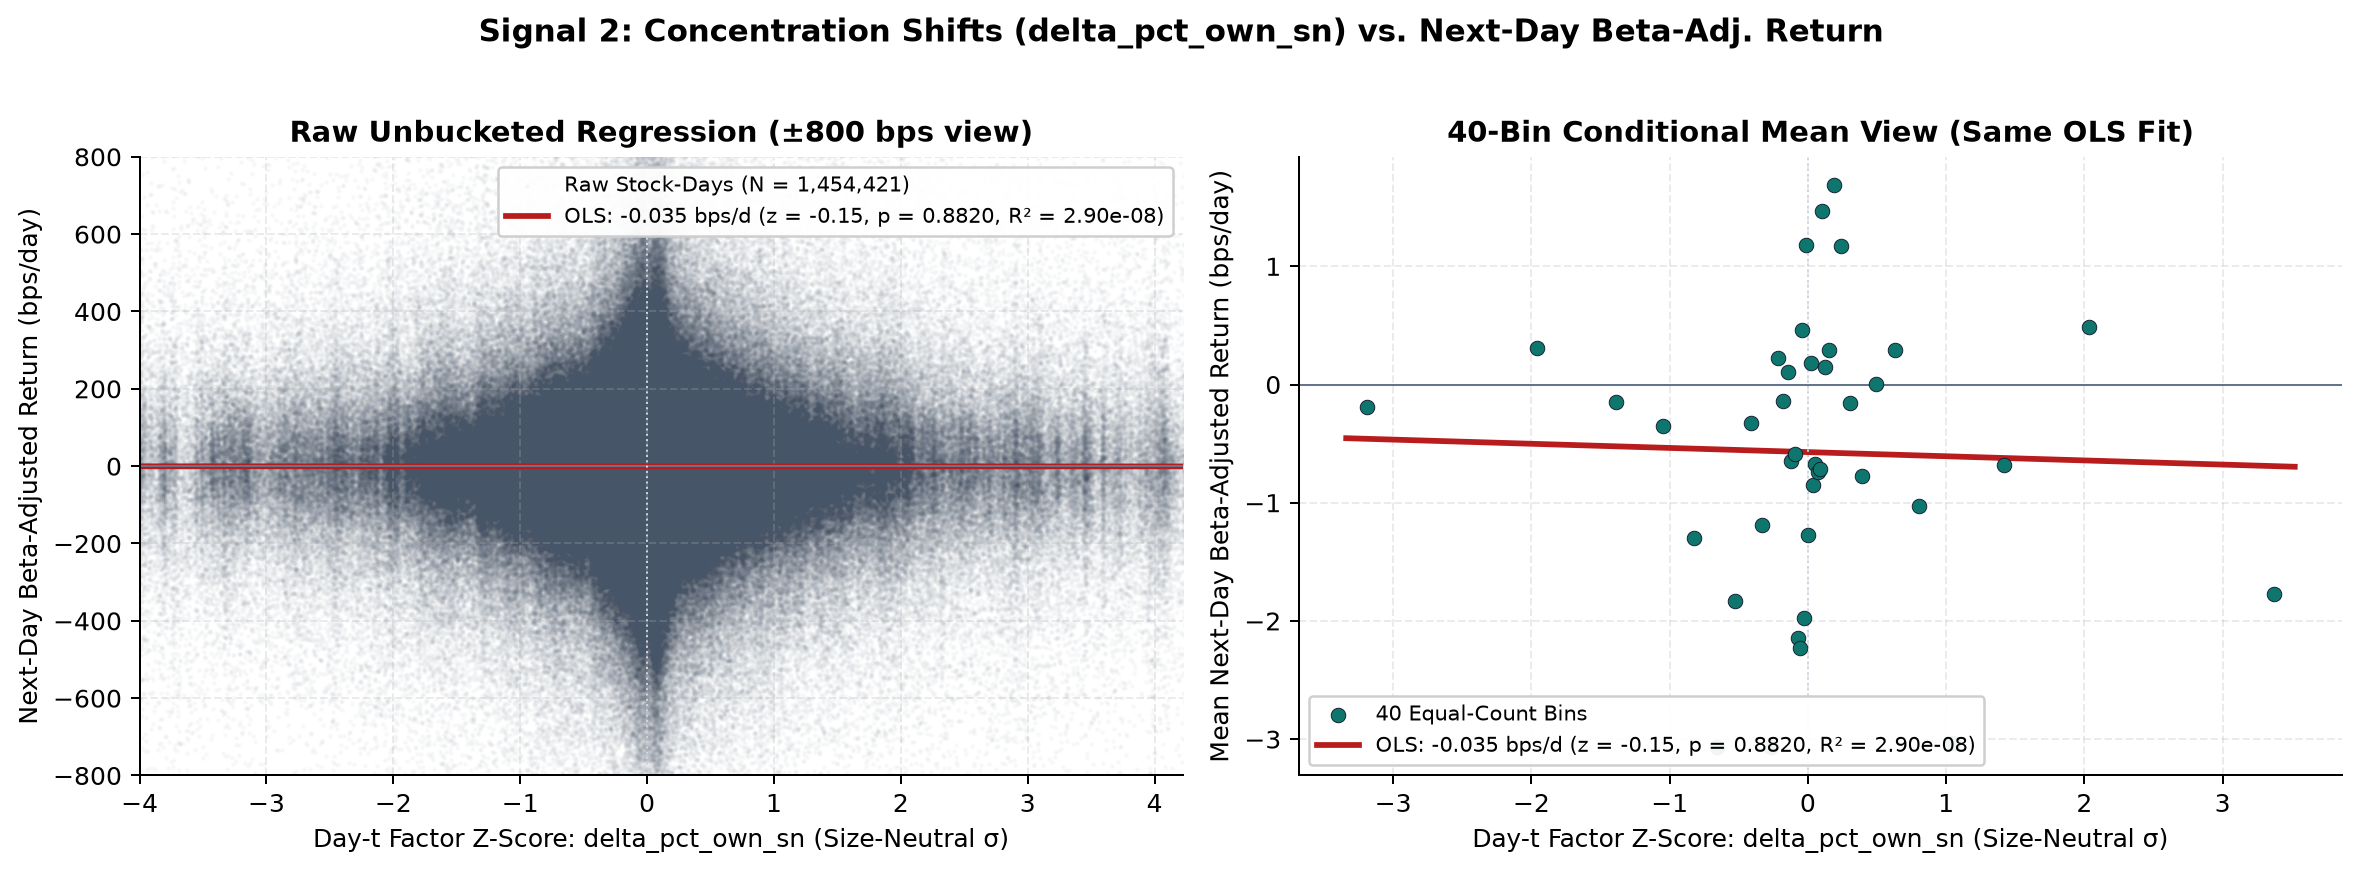 Signal 2: Concentration Shifts (delta_pct_own_sn) vs. Next-Day Beta-Adj. Return
Raw Unbucketed Regression (±800 bps view)
Next-Day Beta-Adjusted Return (bps/day)
800
600
400
200
0
−200
−400
−600
−800
Raw Stock-Days (N = 1,454,421)
OLS: -0.035 bps/d (z = -0.15, p = 0.8820, R² = 2.90e-08)
−4 −3 −2 −1 0 1 2 3 4
Day-t Factor Z-Score: delta_pct_own_sn (Size-Neutral σ)
40-Bin Conditional Mean View (Same OLS Fit)
Mean Next-Day Beta-Adjusted Return (bps/day)
1
0
−1
−2
−3
40 Equal-Count Bins
OLS: -0.035 bps/d (z = -0.15, p = 0.8820, R² = 2.90e-08)
−3 −2 −1 0 1 2 3
Day-t Factor Z-Score: delta_pct_own_sn (Size-Neutral σ)